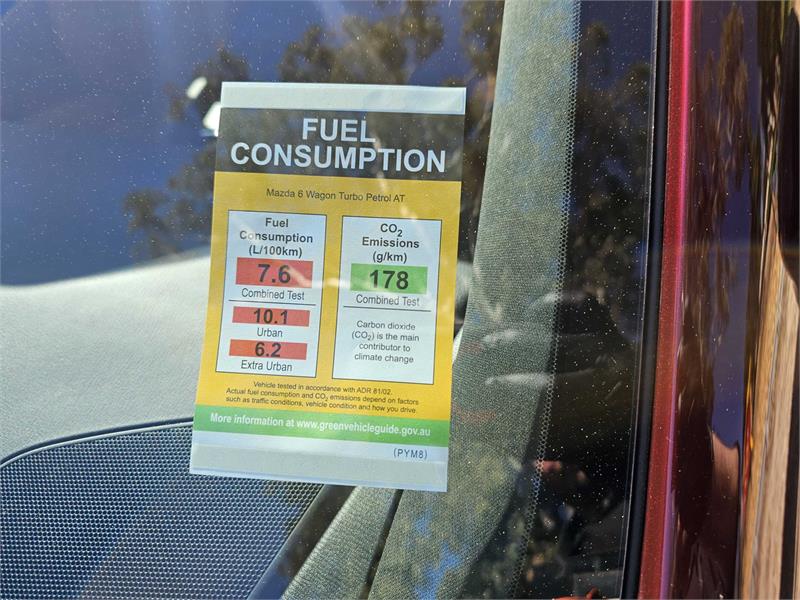 FUEL
CONSUMPTION
Mazda 6 Wagon Turbo Petrol AT
Fuel
Consumption
(L/100km)
7.6
Combined Test
10.1
Urban
6.2
Extra Urban
CO₂
Emissions
(g/km)
178
Combined Test
Carbon dioxide
(CO₂) is the main
contributor to
climate change
Vehicle tested in accordance with ADR 81/02.
Actual fuel consumption and CO₂ emissions depend on factors
such as traffic conditions, vehicle condition and how you drive.
More information at www.greenvehicleguide.gov.au
(PYM8)